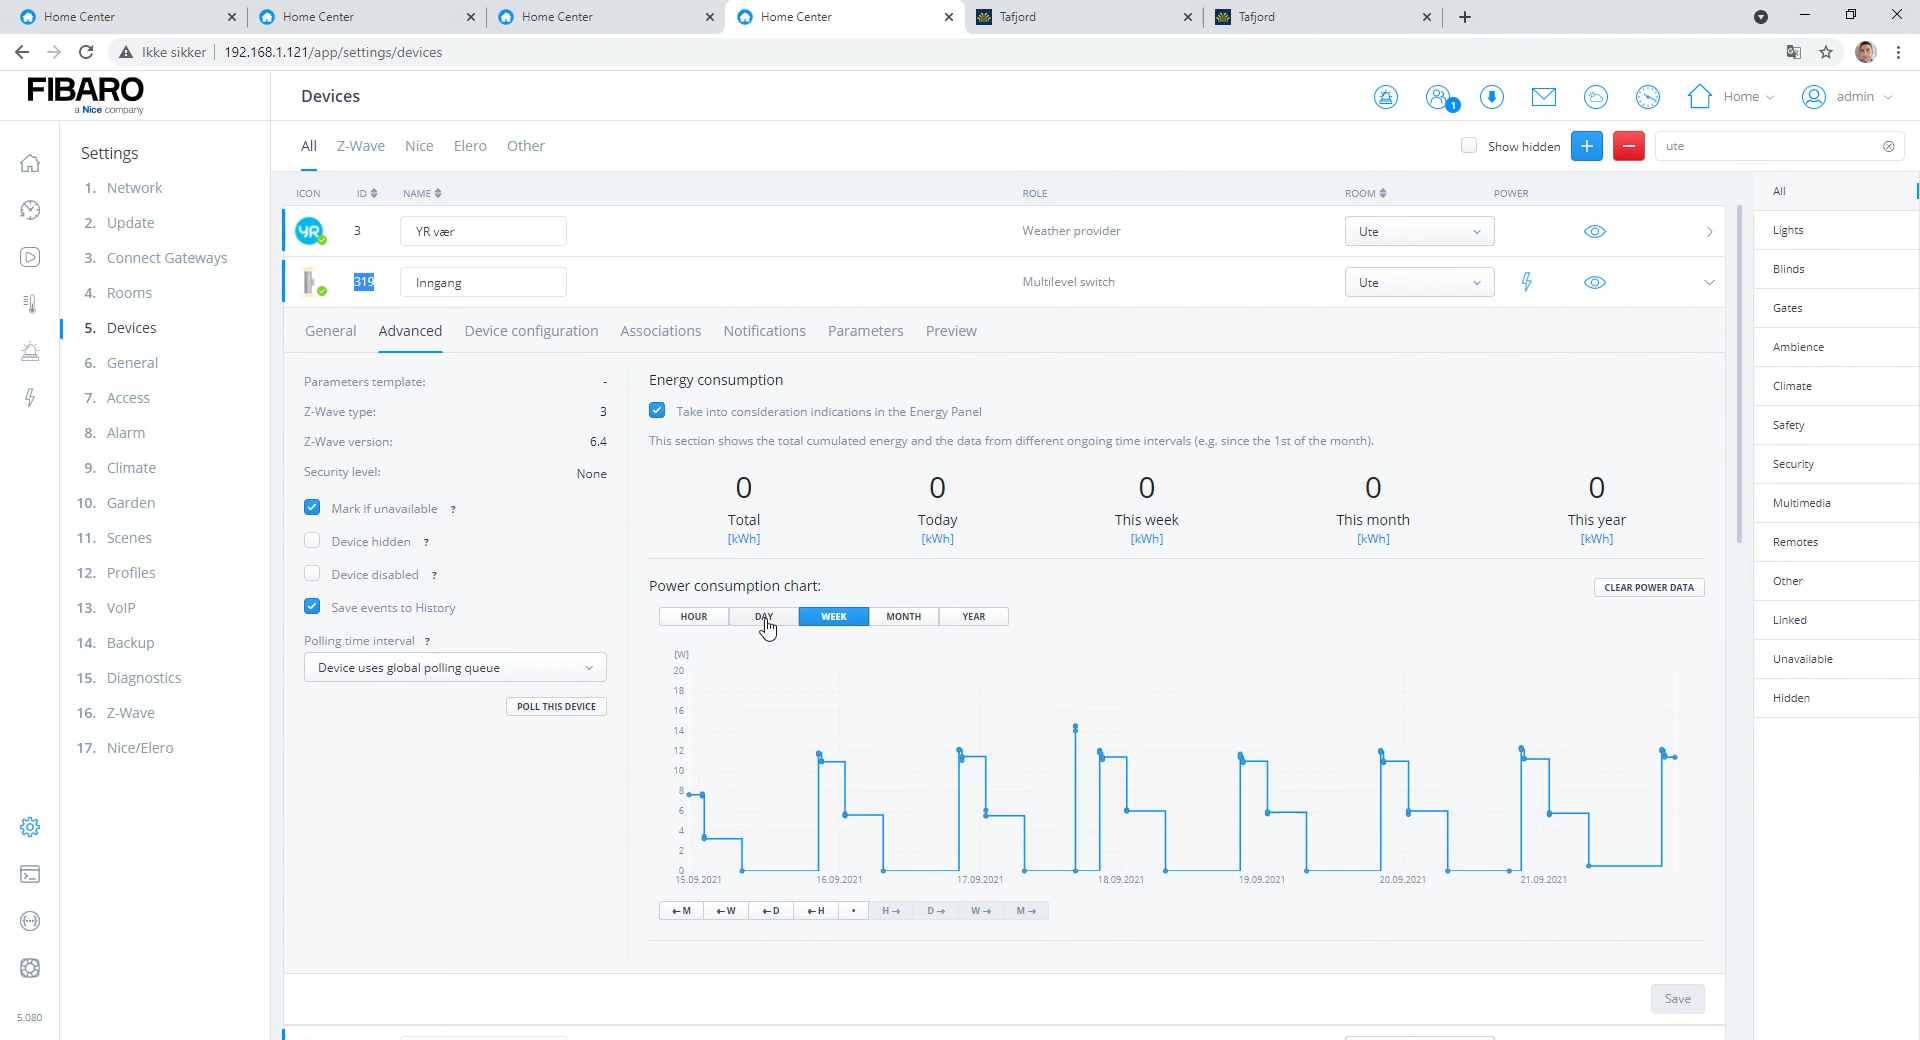 Home Center
Home Center
Home Center
Home Center
Tafjord
Tafjord
Ikke sikker
192.168.1.121/app/settings/devices
FIBARO
a Nice company
Devices
1
Home
admin
Settings
1. Network
2. Update
3. Connect Gateways
4. Rooms
5. Devices
6. General
7. Access
8. Alarm
9. Climate
10. Garden
11. Scenes
12. Profiles
13. VoIP
14. Backup
15. Diagnostics
16. Z-Wave
17. Nice/Elero
5.080
All Z-Wave Nice Elero Other
Show hidden
+
−
ute
ICON ID NAME ROLE ROOM POWER
YR 3 YR vær Weather provider Ute
319 Inngang Multilevel switch Ute
General Advanced Device configuration Associations Notifications Parameters Preview
Parameters template: -
Z-Wave type: 3
Z-Wave version: 6.4
Security level: None
Mark if unavailable ?
Device hidden ?
Device disabled ?
Save events to History
Polling time interval ?
Device uses global polling queue
POLL THIS DEVICE
Energy consumption
Take into consideration indications in the Energy Panel
This section shows the total cumulated energy and the data from different ongoing time intervals (e.g. since the 1st of the month).
0 0 0 0 0
Total Today This week This month This year
[kWh] [kWh] [kWh] [kWh] [kWh]
Power consumption chart:
CLEAR POWER DATA
HOUR DAY WEEK MONTH YEAR
[W]
20
18
16
14
12
10
8
6
4
2
0
15.09.2021 16.09.2021 17.09.2021 18.09.2021 19.09.2021 20.09.2021 21.09.2021
←M ←W ←D ←H • H→ D→ W→ M→
Save
All
Lights
Blinds
Gates
Ambience
Climate
Safety
Security
Multimedia
Remotes
Other
Linked
Unavailable
Hidden